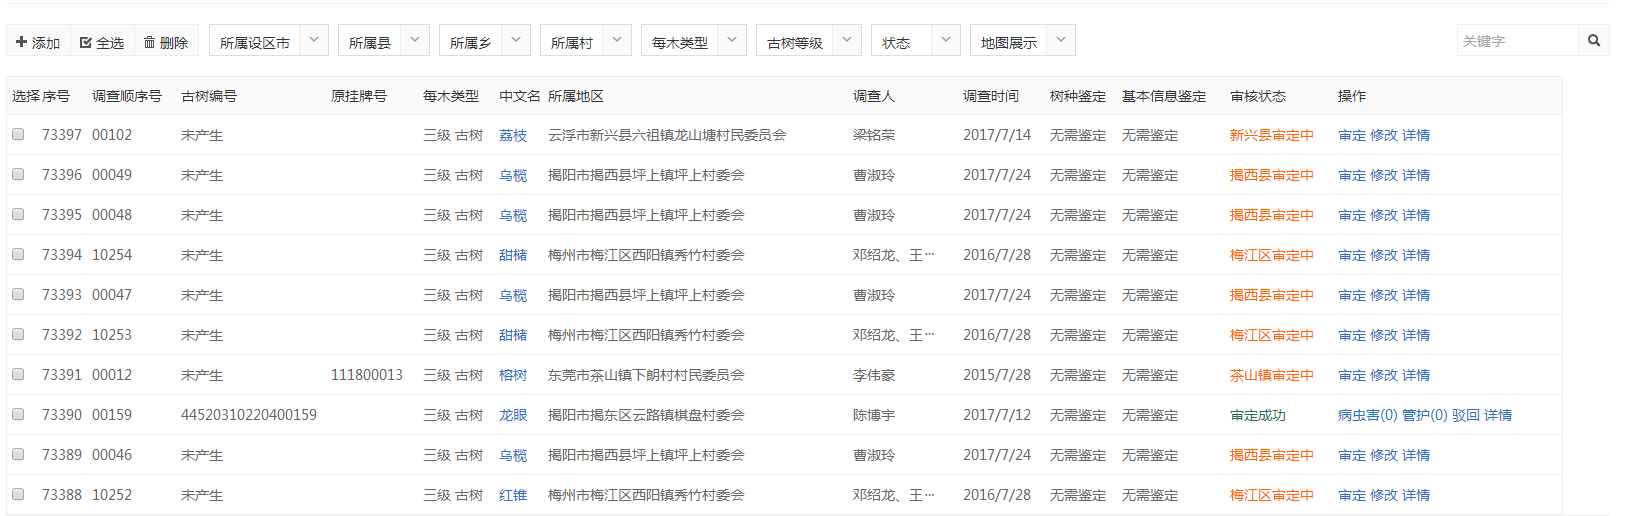 添加 全选 删除 所属设区市 所属县 所属乡 所属村 每木类型 古树等级 状态 地图展示 关键字
选择 序号 调查顺序号 古树编号 原挂牌号 每木类型 中文名 所属地区 调查人 调查时间 树种鉴定 基本信息鉴定 审核状态 操作
73397 00102 未产生 三级 古树 荔枝 云浮市新兴县六祖镇龙山塘村民委员会 梁铭荣 2017/7/14 无需鉴定 无需鉴定 新兴县审定中 审定 修改 详情
73396 00049 未产生 三级 古树 乌榄 揭阳市揭西县坪上镇坪上村委会 曹淑玲 2017/7/24 无需鉴定 无需鉴定 揭西县审定中 审定 修改 详情
73395 00048 未产生 三级 古树 乌榄 揭阳市揭西县坪上镇坪上村委会 曹淑玲 2017/7/24 无需鉴定 无需鉴定 揭西县审定中 审定 修改 详情
73394 10254 未产生 三级 古树 甜槠 梅州市梅江区西阳镇秀竹村委会 邓绍龙、王… 2016/7/28 无需鉴定 无需鉴定 梅江区审定中 审定 修改 详情
73393 00047 未产生 三级 古树 乌榄 揭阳市揭西县坪上镇坪上村委会 曹淑玲 2017/7/24 无需鉴定 无需鉴定 揭西县审定中 审定 修改 详情
73392 10253 未产生 三级 古树 甜槠 梅州市梅江区西阳镇秀竹村委会 邓绍龙、王… 2016/7/28 无需鉴定 无需鉴定 梅江区审定中 审定 修改 详情
73391 00012 未产生 111800013 三级 古树 榕树 东莞市茶山镇下朗村村民委员会 李伟豪 2015/7/28 无需鉴定 无需鉴定 茶山镇审定中 审定 修改 详情
73390 00159 44520310220400159 三级 古树 龙眼 揭阳市揭东区云路镇棋盘村委会 陈博宇 2017/7/12 无需鉴定 无需鉴定 审定成功 病虫害(0) 管护(0) 驳回 详情
73389 00046 未产生 三级 古树 乌榄 揭阳市揭西县坪上镇坪上村委会 曹淑玲 2017/7/24 无需鉴定 无需鉴定 揭西县审定中 审定 修改 详情
73388 10252 未产生 三级 古树 红锥 梅州市梅江区西阳镇秀竹村委会 邓绍龙、王… 2016/7/28 无需鉴定 无需鉴定 梅江区审定中 审定 修改 详情